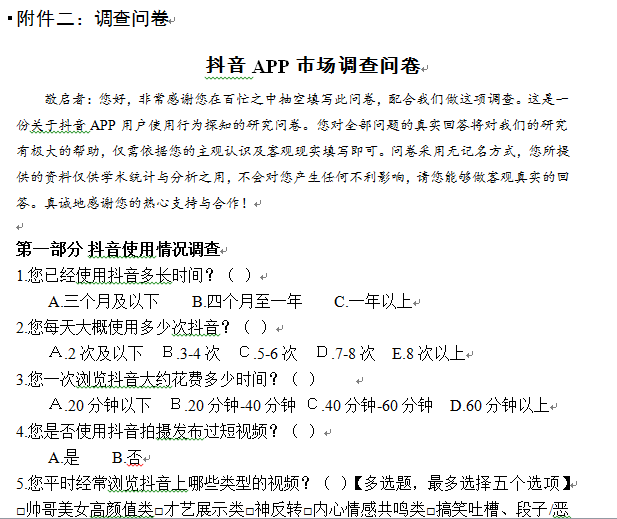 附件二：调查问卷
抖音 APP 市场调查问卷
敬启者：您好，非常感谢您在百忙之中抽空填写此问卷，配合我们做这项调查。这是一
份关于抖音 APP 用户使用行为探知的研究问卷。您对全部问题的真实回答将对我们的研究
有极大的帮助，仅需依据您的主观认识及客观现实填写即可。问卷采用无记名方式，您所提
供的资料仅供学术统计与分析之用，不会对您产生任何不利影响，请您能够做客观真实的回
答。真诚地感谢您的热心支持与合作！
第一部分 抖音使用情况调查
1.您已经使用抖音多长时间？（ ）
A.三个月及以下 B.四个月至一年 C.一年以上
2.您每天大概使用多少次抖音？（ ）
A.2 次及以下 B.3-4 次 C.5-6 次 D.7-8 次 E.8 次以上
3.您一次浏览抖音大约花费多少时间？（ ）
A.20 分钟以下 B.20 分钟-40 分钟 C.40 分钟-60 分钟 D.60 分钟以上
4.您是否使用抖音拍摄发布过短视频？（ ）
A.是 B.否
5.您平时经常浏览抖音上哪些类型的视频？（ ）【多选题，最多选择五个选项】
□帅哥美女高颜值类□才艺展示类□神反转□内心情感共鸣类□搞笑吐槽、段子/恶